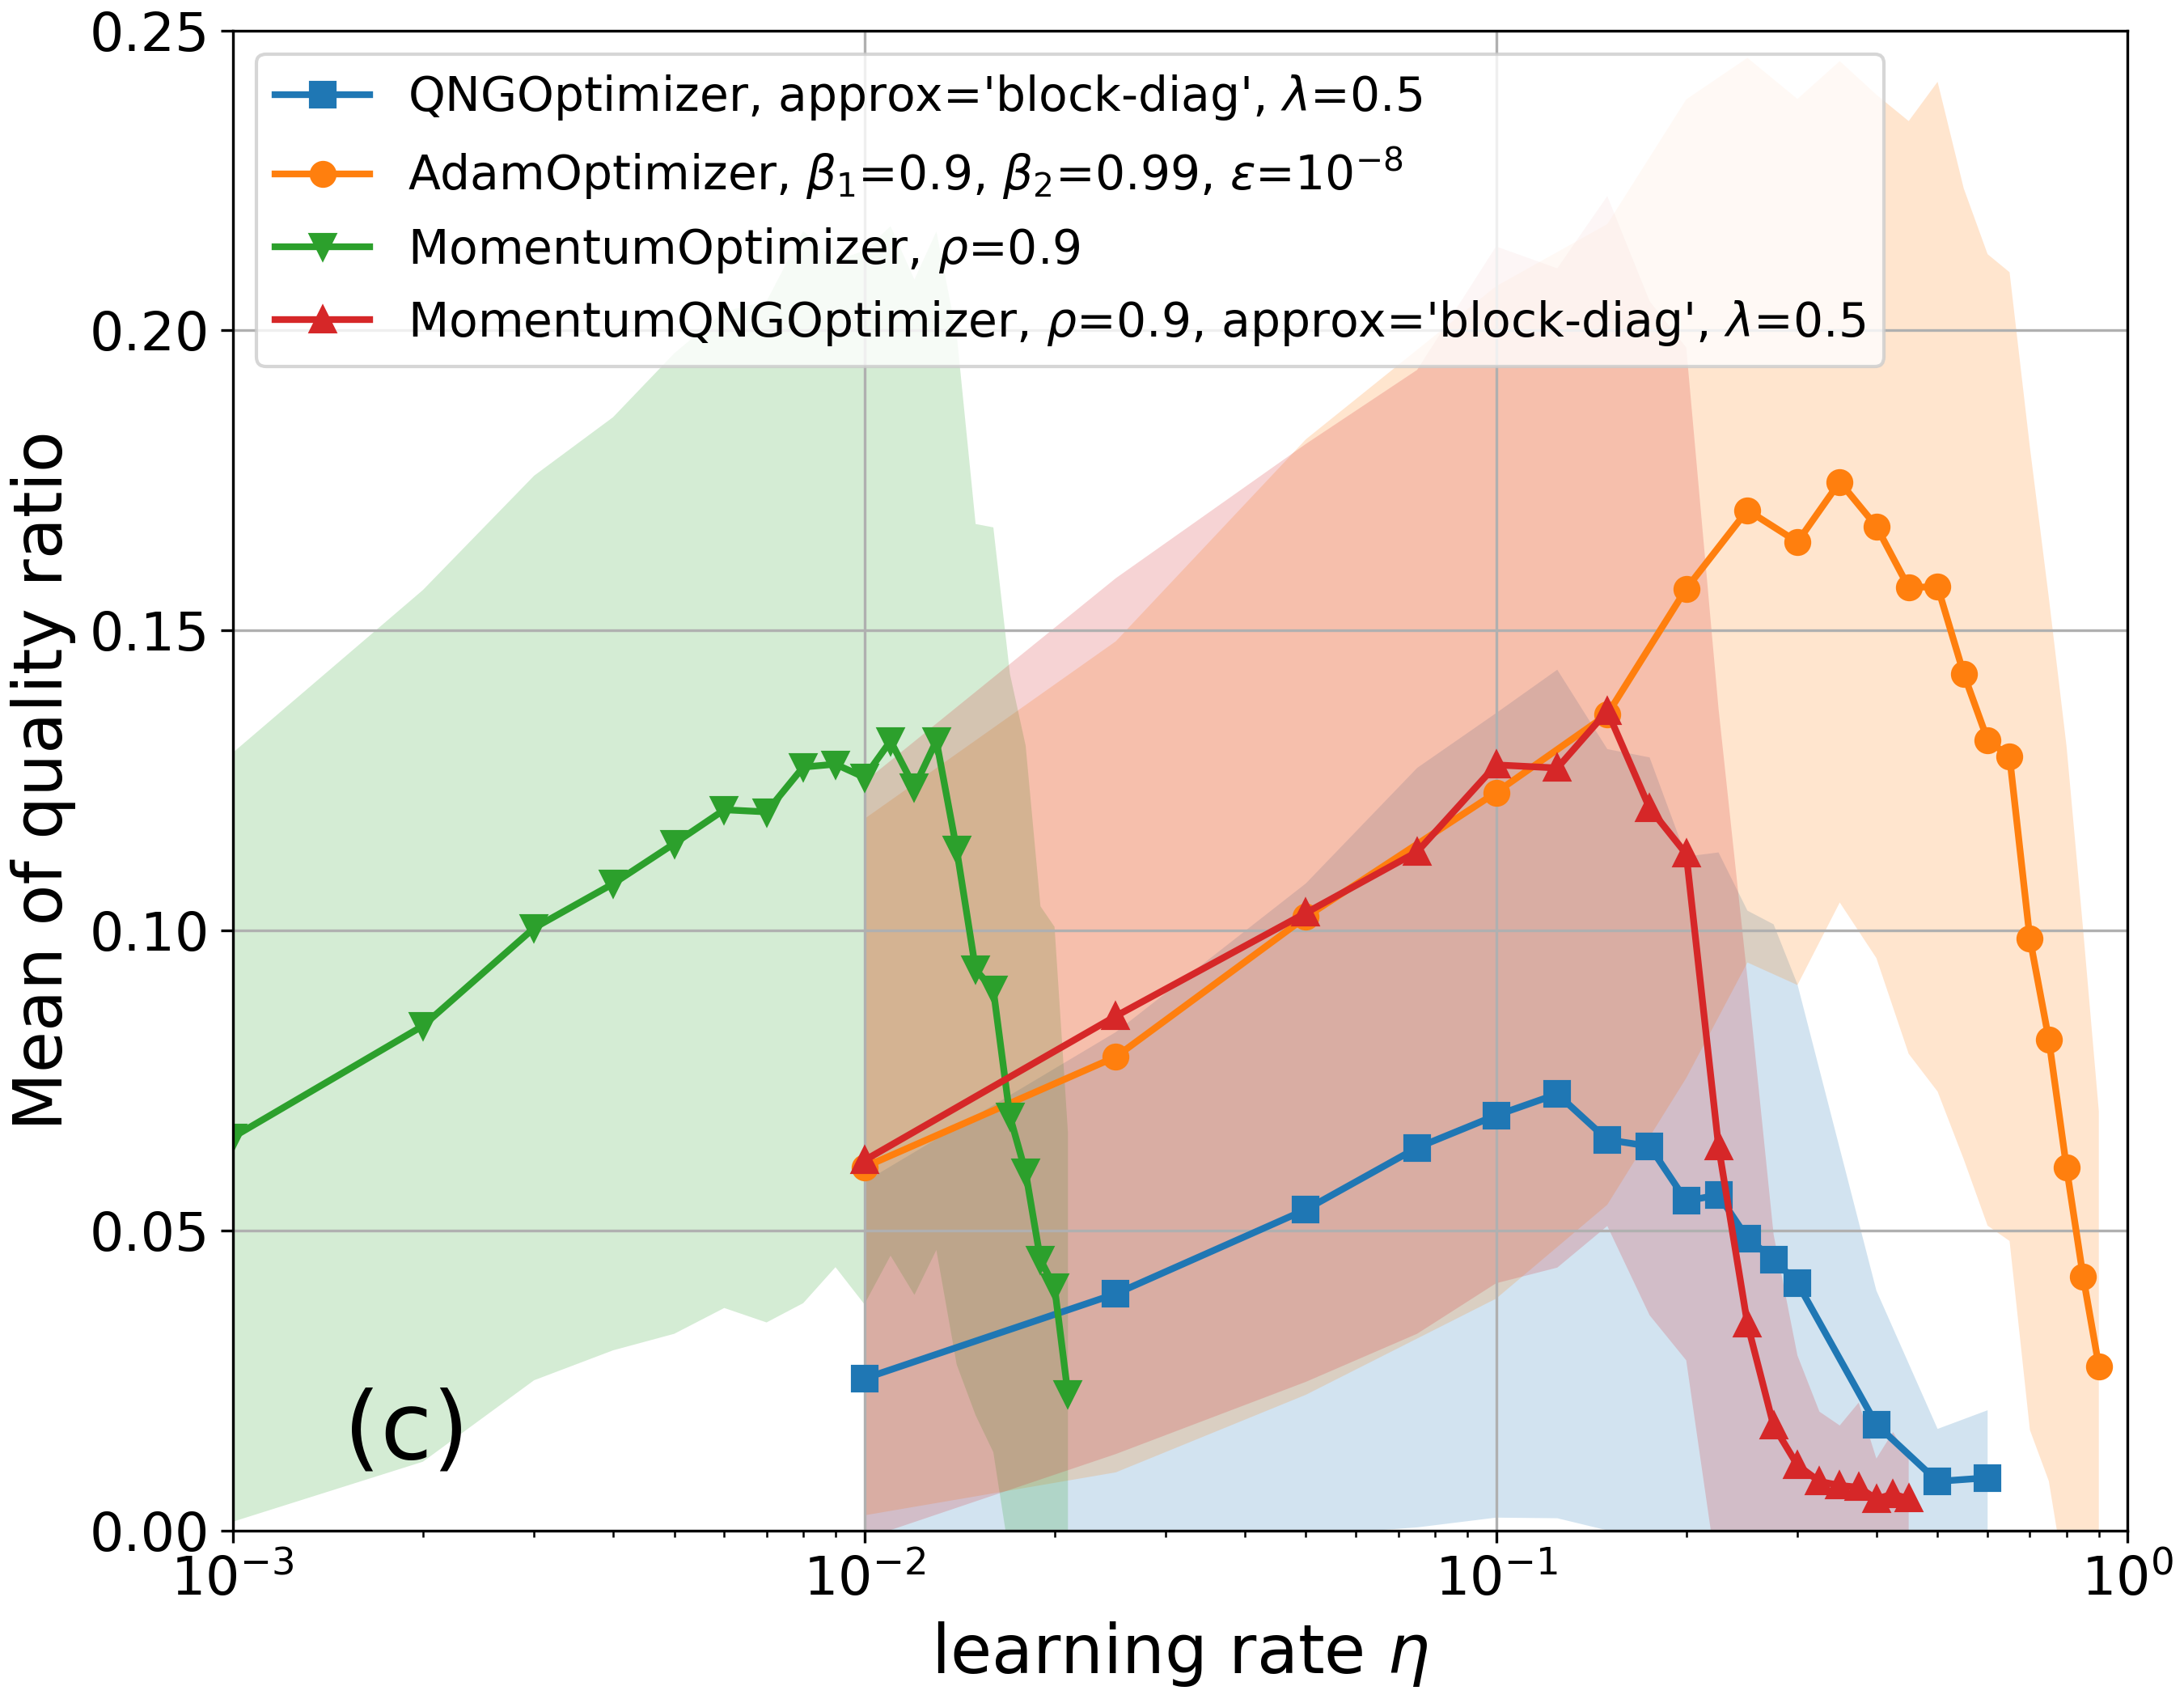 0.25
0.20
0.15
0.10
0.05
0.00
Mean of quality ratio
QNGOptimizer, approx='block-diag', λ=0.5
AdamOptimizer, β₁=0.9, β₂=0.99, ε=10⁻⁸
MomentumOptimizer, ρ=0.9
MomentumQNGOptimizer, ρ=0.9, approx='block-diag', λ=0.5
(c)
10⁻³ 10⁻² 10⁻¹ 10⁰
learning rate η